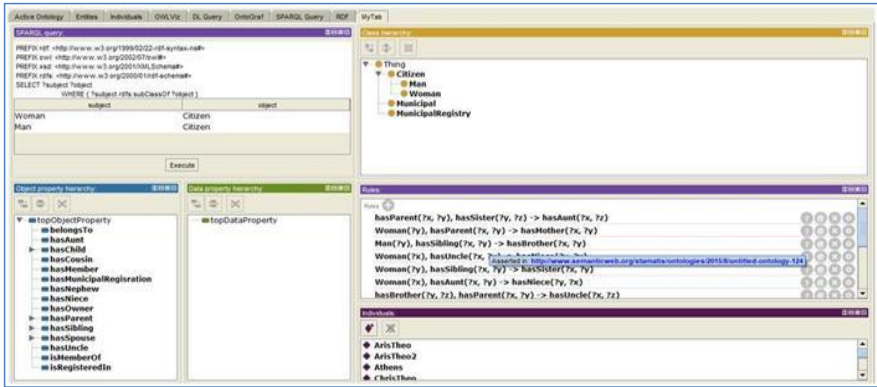 Active Ontology Entities Individuals OWLViz DL Query OntoGraf SPARQL Query RDF MyTab
SPARQL query:
PREFIX rdf: <http://www.w3.org/1999/02/22-rdf-syntax-ns#>
PREFIX owl: <http://www.w3.org/2002/07/owl#>
PREFIX xsd: <http://www.w3.org/2001/XMLSchema#>
PREFIX rdfs: <http://www.w3.org/2000/01/rdf-schema#>
SELECT ?subject ?object
WHERE { ?subject rdfs:subClassOf ?object }
subject object
Woman Citizen
Man Citizen
Execute
Class hierarchy:
Thing
Citizen
Man
Woman
Municipal
MunicipalRegistry
Object property hierarchy:
topObjectProperty
belongsTo
hasAunt
hasChild
hasCousin
hasMember
hasMunicipalRegisration
hasNephew
hasNiece
hasOwner
hasParent
hasSibling
hasSpouse
hasUncle
isMemberOf
isRegisteredIn
Data property hierarchy:
topDataProperty
Rules:
Rules
hasParent(?x, ?y), hasSister(?y, ?z) -> hasAunt(?x, ?z)
Woman(?y), hasParent(?x, ?y) -> hasMother(?x, ?y)
Man(?y), hasSibling(?x, ?y) -> hasBrother(?x, ?y)
Woman(?x), hasUncle(?x,
Asserted in: http://www.semanticweb.org/stamatis/ontologies/2015/8/untitled-ontology-124
Woman(?y), hasSibling(?x, ?y) -> hasSister(?x, ?y)
Woman(?x), hasAunt(?x, ?y) -> hasNiece(?y, ?x)
hasBrother(?y, ?z), hasParent(?x, ?y) -> hasUncle(?x, ?z)
Individuals:
ArisTheo
ArisTheo2
Athens
ChrisTheo